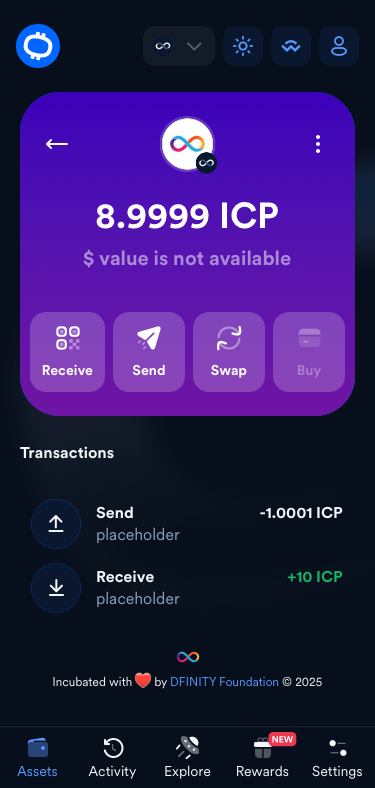 8.9999 ICP
$ value is not available
Receive
Send
Swap
Buy
Transactions
Send
-1.0001 ICP
placeholder
Receive
+10 ICP
placeholder
Incubated with ❤️ by DFINITY Foundation © 2025
NEW
Assets
Activity
Explore
Rewards
Settings